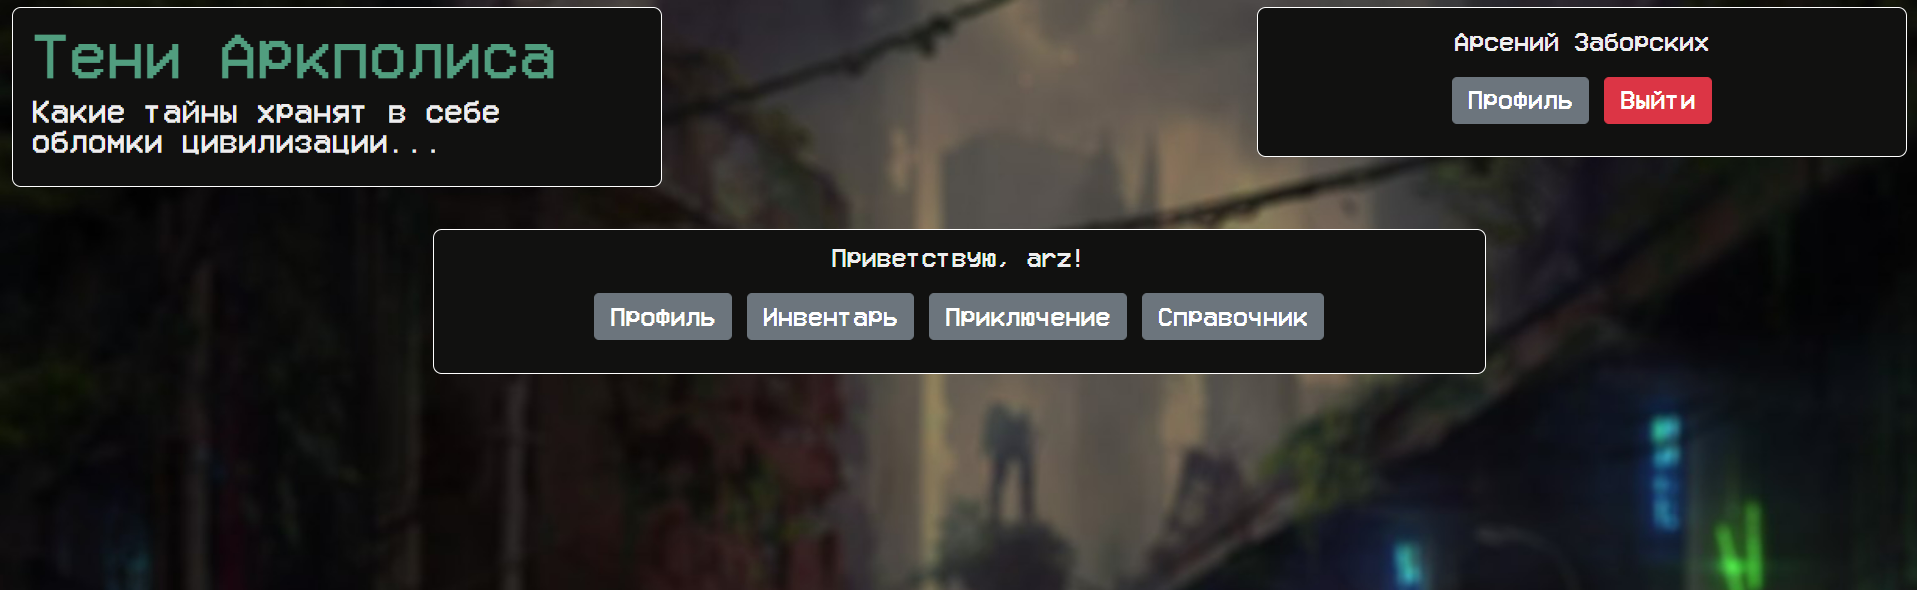 Тени Аркполиса
Какие тайны хранят в себе
обломки цивилизации...
Арсений Заборских
Профиль Выйти
Приветствую, arz!
Профиль Инвентарь Приключение Справочник